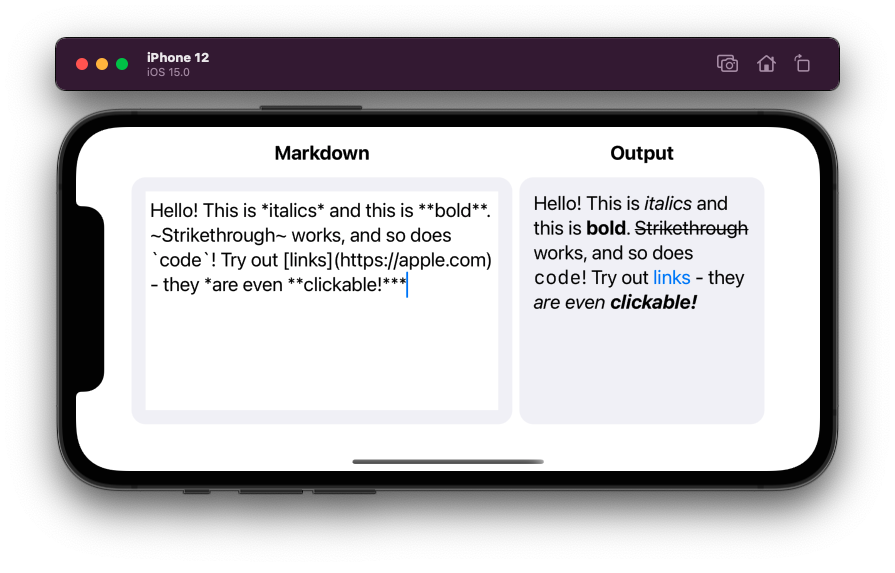 iPhone 12
iOS 15.0
Markdown
Hello! This is *italics* and this is **bold**.
~Strikethrough~ works, and so does
`code`! Try out [links](https://apple.com)
- they *are even **clickable!***
Output
Hello! This is italics and
this is bold. Strikethrough
works, and so does
code! Try out links - they
are even clickable!